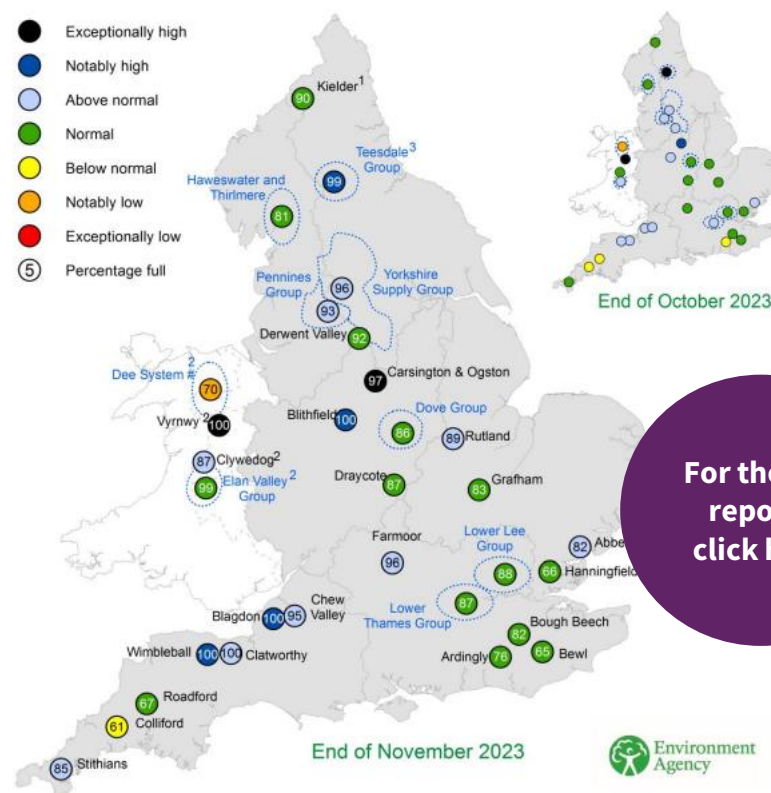 Exceptionally high
Notably high
Above normal
Normal
Below normal
Notably low
Exceptionally low
5 Percentage full
Kielder¹
90
Teesdale³
Group
99
Haweswater and
Thirlmere
81
Pennines
Group
Yorkshire
Supply Group
96
93
Derwent Valley
92
Dee System #²
70
Carsington & Ogston
97
Vyrnwy²
100
Blithfield
100
Dove Group
86
89
Rutland
87
Clywedog²
99
Elan Valley²
Group
Draycote
87
Grafham
83
Farmoor
96
Lower Lee
Group
88
82
66
Hanningfield
Lower
Thames Group
87
Blagdon
100
95
Chew
Valley
Wimbleball
100
100
Clatworthy
Bough Beech
82
Ardingly
76
65
Bewl
67
Roadford
61
Colliford
85
Stithians
End of November 2023
End of October 2023
click
Environment
Agency